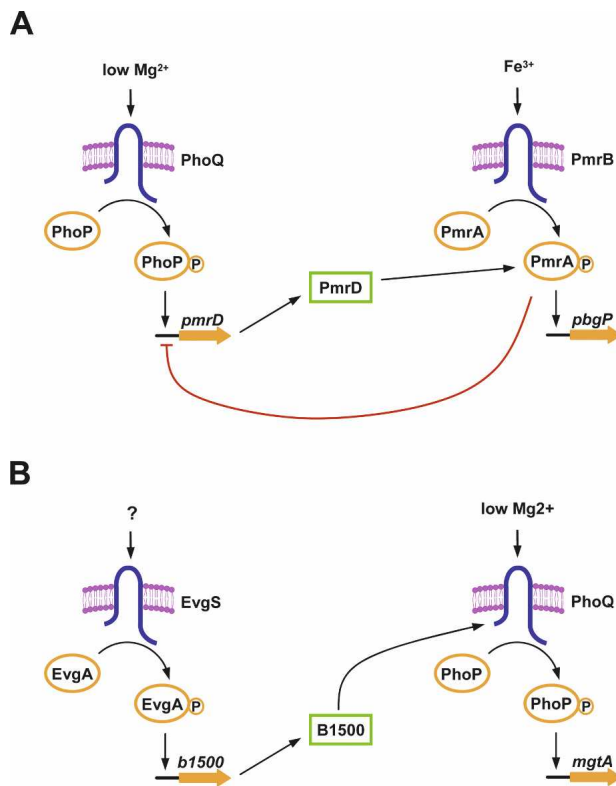 A
low Mg²⁺
Fe³⁺
PhoQ
PmrB
PhoP
PmrA
PhoP P
PmrA P
PmrD
pmrD
pbgP
B
?
low Mg2+
EvgS
PhoQ
EvgA
PhoP
EvgA P
PhoP P
B1500
b1500
mgtA